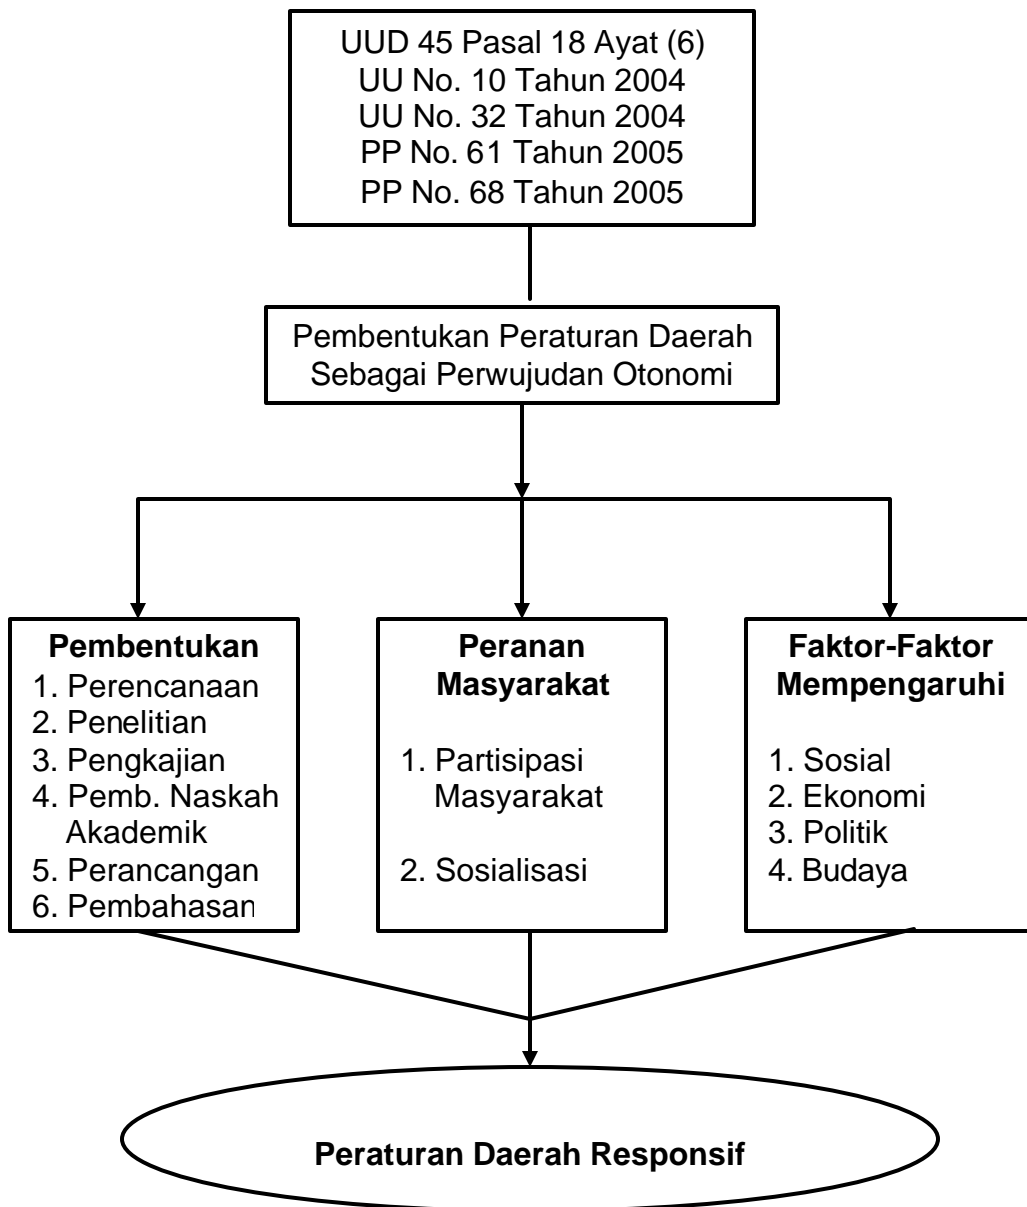 UUD 45 Pasal 18 Ayat (6)
UU No. 10 Tahun 2004
UU No. 32 Tahun 2004
PP No. 61 Tahun 2005
PP No. 68 Tahun 2005
Pembentukan Peraturan Daerah
Sebagai Perwujudan Otonomi
Pembentukan
1. Perencanaan
2. Penelitian
3. Pengkajian
4. Pemb. Naskah
Akademik
5. Perancangan
6. Pembahasan
Peranan
Masyarakat
1. Partisipasi
Masyarakat
2. Sosialisasi
Faktor-Faktor
Mempengaruhi
1. Sosial
2. Ekonomi
3. Politik
4. Budaya
Peraturan Daerah Responsif